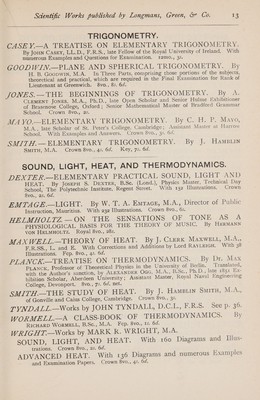 Scientific Works published by Longmans, Green, & Co. 13
TRIGONOMETRY.
CASEY.—A TREATISE ON ELEMENTARY TRIGONOMETRY.
By JOHN CASEY, LL.D., F.R.S., late Fellow of the Royal University of Ireland. With
numerous Examples and Questions for Examination. 12mo., 3s.
GOODWIN.—PLANE AND SPHERICAL TRIGONOMETRY. By
H. B. GOODWIN, M.A. In Three Parts, comprising those portions of the subjects,
theoretical and practical, which are required in the Final Examination for Rank of
Lieutenant at Greenwich. 8vo., 8s. 6d.
JONES.—THE BEGINNINGS OF TRIGONOMETRY. By A.
CLEMENT JONES, M.A., Ph.D., late Open Scholar and Senior Hulme Exhibitioner
of Brasenose College, Oxford; Senior Mathematical Master of Bradford Grammar
School. Crown 8vo., 2s.
MAYO.—ELEMENTARY TRIGONOMETRY. By C. H. P. MAYO,
M.A., late Scholar of St. Peter's College, Cambridge; Assistant Master at Harrow
School. With Examples and Answers. Crown 8vo., 3s. 6d.
SMITH.—ELEMENTARY TRIGONOMETRY. By J. HAMBLIN
SMITH, M.A. Crown 8vo., 4s. 6d. Key, 7s. 6d.
SOUND, LIGHT, HEAT, AND THERMODYNAMICS.
DEXTER.—ELEMENTARY PRACTICAL SOUND, LIGHT AND
HEAT. By JOSEPH S. DEXTER, B.Sc. (Lond.), Physics Master, Technical Day
School, The Polytechnic Institute, Regent Street. With 152 Illustrations. Crown
8vo., 2s. 6d.
EMTAGE.—LIGHT. By W. T. A. EMTAGE, M.A., Director of Public
Instruction, Mauritius. With 232 Illustrations. Crown 8vo., 6s.
HELMHOLTZ—ON THE SENSATIONS OF TONE AS A
PHYSIOLOGICAL BASIS FOR THE THEORY OF MUSIC. By HERMANN
VON HELMHOLTZ. Royal 8vo., 28s.
MAXWELL.—THEORY OF HEAT. By J. CLERK MAXWELL, M.A.,
F.R.SS., L. and E. With Corrections and Additions by Lord RAYLEIGH. With 38
Illustrations. Fcp. 8vo., 4s. 6d.
PLANCK.—TREATISE ON THERMODYNAMICS. By Dr. MAX
PLANCK, Professor of Theoretical Physics in the University of Berlin. Translated,
with the Author's sanction, by ALEXANDER OGG, M.A., B.Sc., Ph.D., late 1851 Ex-
hibition Scholar, Aberdeen University; Assistant Master, Royal Naval Engineering
College, Devonport. 8vo., 7s. 6d. net.
SMITH.—THE STUDY OF HEAT. By J. HAMBLIN SMITH, M.A.,
of Gonville and Caius College, Cambridge. Crown 8vo., 3s.
TYNDALL.—Works by JOHN TYNDALL, D.C.L., F.R.S. See p. 36.
WORMELL.—A CLASS-BOOK OF THERMODYNAMICS. By
RICHARD WORMELL, B.Sc., M.A. Fcp. 8vo., 1s. 6d.
WRIGHT.—Works by MARK R. WRIGHT, M.A.
SOUND, LIGHT, AND HEAT. With 160 Diagrams and Illus-
trations. Crown 8vo., 2s. 6d.
ADVANCED HEAT. With 136 Diagrams and numerous Examples
and Examination Papers. Crown 8vo., 4s. 6d.